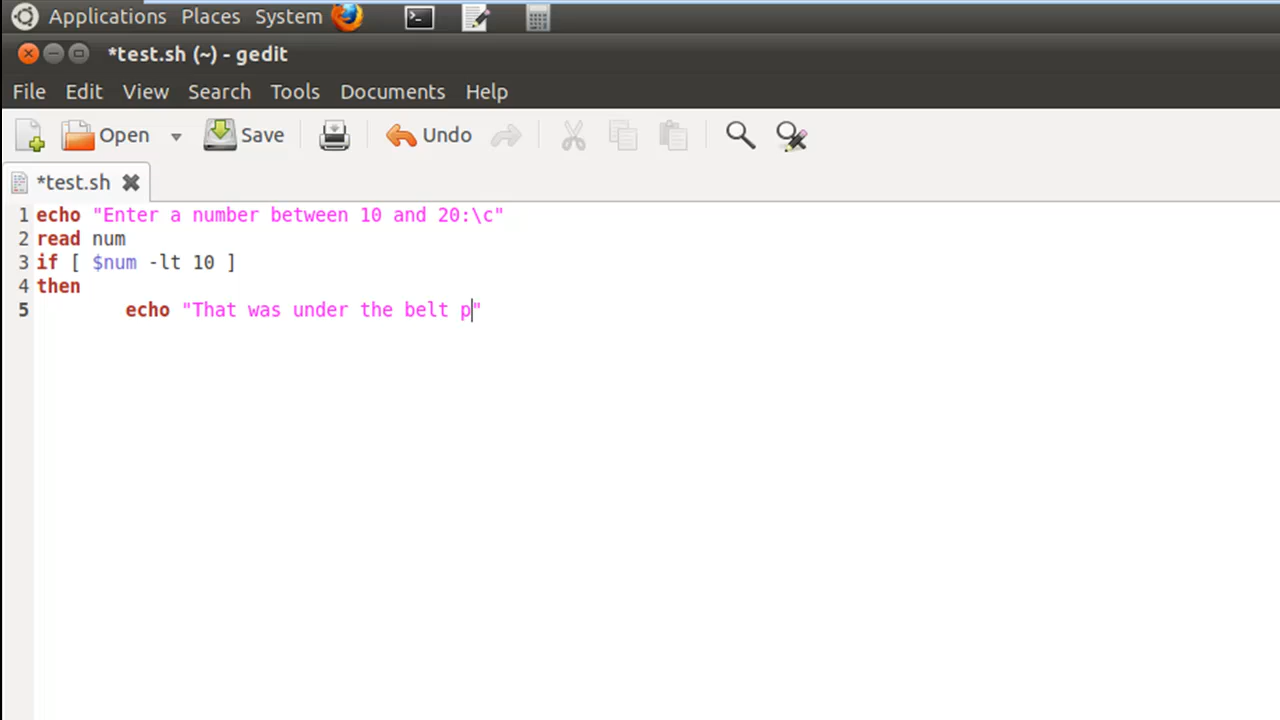 Applications Places System
*test.sh (~) - gedit
File Edit View Search Tools Documents Help
Open Save Undo
*test.sh
1 echo "Enter a number between 10 and 20:\c"
2 read num
3 if [ $num -lt 10 ]
4 then
5 echo "That was under the belt p"